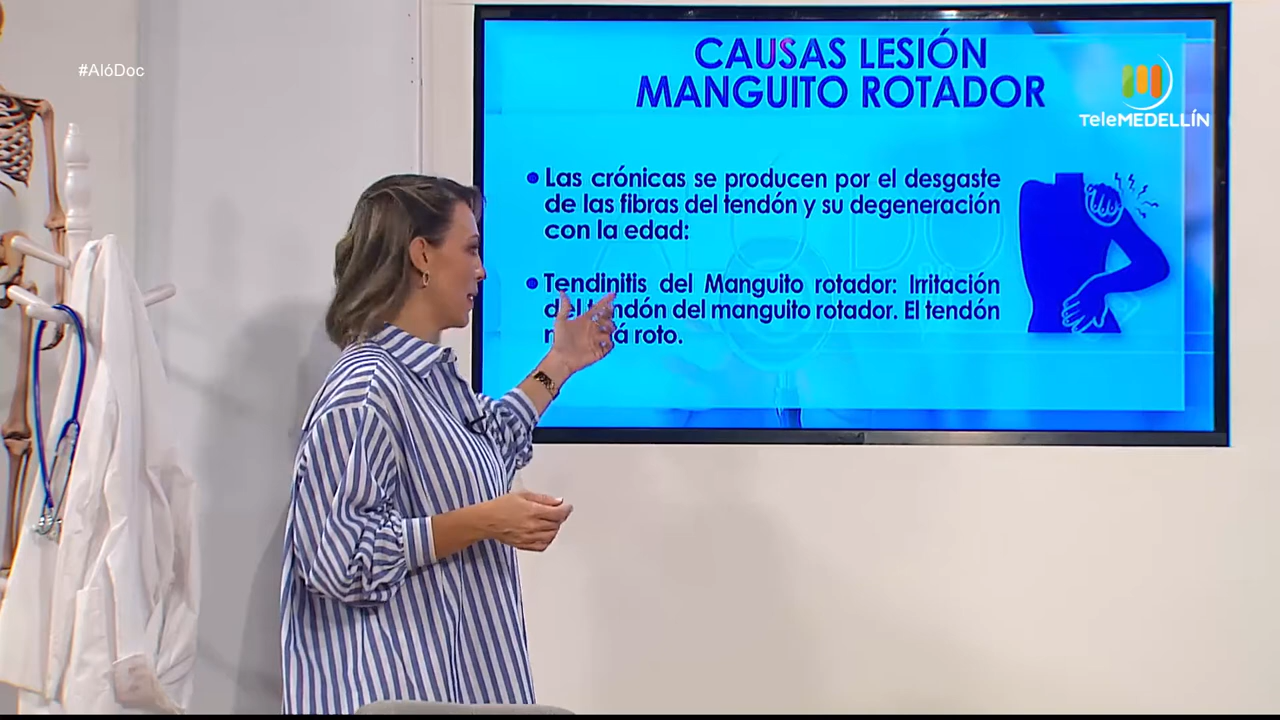 #AlóDoc
CAUSAS LESIÓN
MANGUITO ROTADOR
TeleMEDELLÍN
Las crónicas se producen por el desgaste
de las fibras del tendón y su degeneración
con la edad:
Tendinitis del Manguito rotador: Irritación
del tendón del manguito rotador. El tendón
roto.